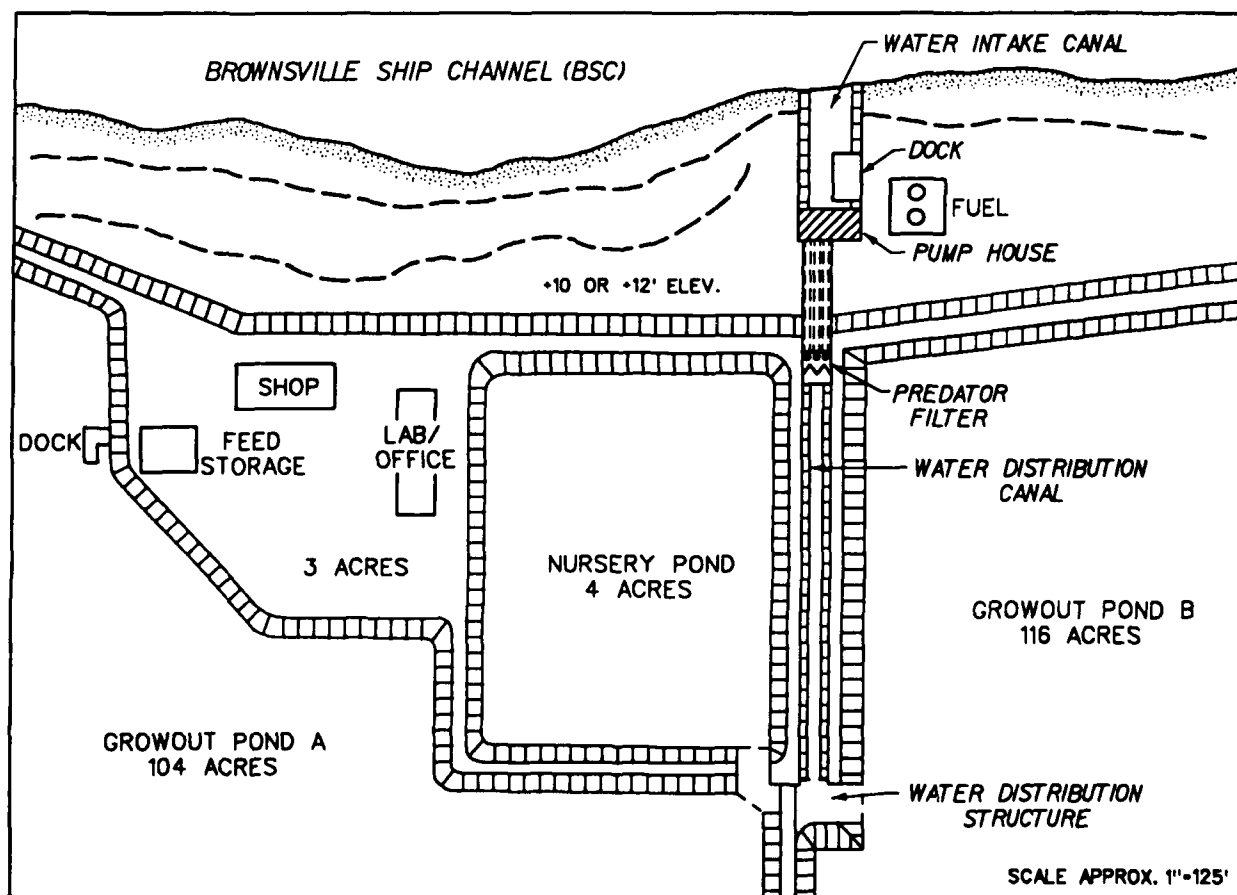 BROWNSVILLE SHIP CHANNEL (BSC)
WATER INTAKE CANAL
DOCK
FUEL
PUMP HOUSE
+10 OR +12' ELEV.
SHOP
PREDATOR
FILTER
DOCK
FEED
STORAGE
LAB/
OFFICE
WATER DISTRIBUTION
CANAL
3 ACRES
NURSERY POND
4 ACRES
GROWOUT POND B
116 ACRES
GROWOUT POND A
104 ACRES
WATER DISTRIBUTION
STRUCTURE
SCALE APPROX. 1"=125'